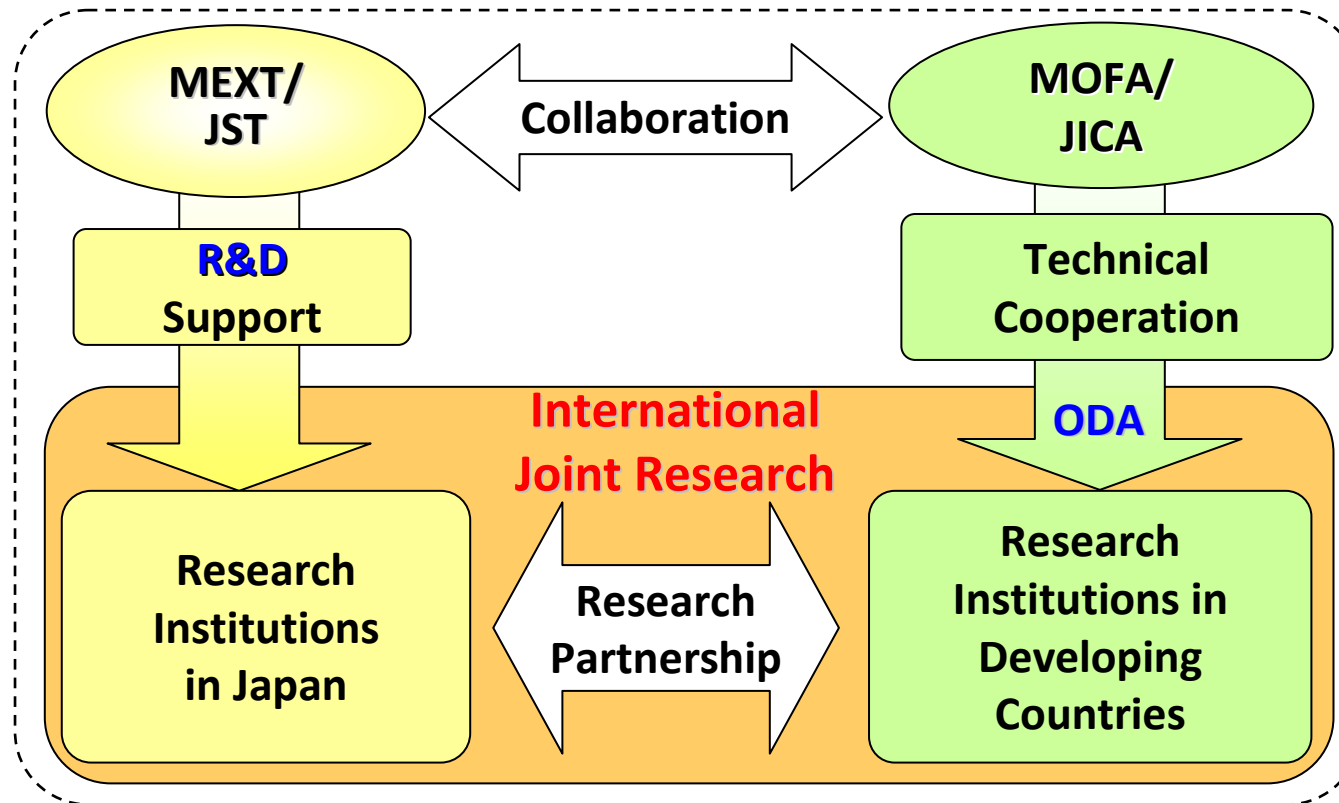 MEXT/
JST
Collaboration
MOFA/
JICA
R&D
Support
Technical
Cooperation
International
Joint Research
ODA
Research
Institutions
in Japan
Research
Partnership
Research
Institutions in
Developing
Countries